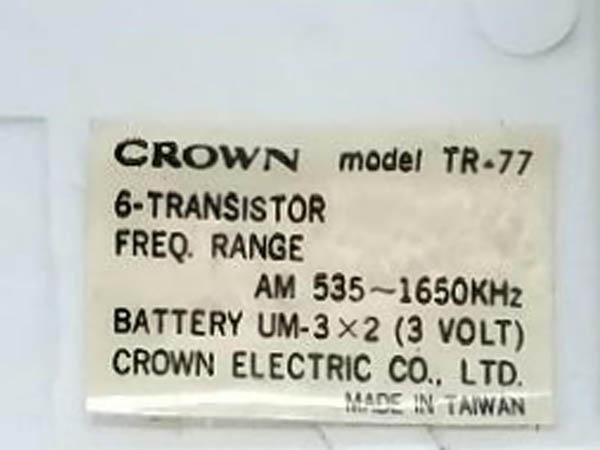 CROWN model TR-77
6-TRANSISTOR
FREQ. RANGE
AM 535~1650KHz
BATTERY UM-3×2 (3 VOLT)
CROWN ELECTRIC CO., LTD.
MADE IN TAIWAN